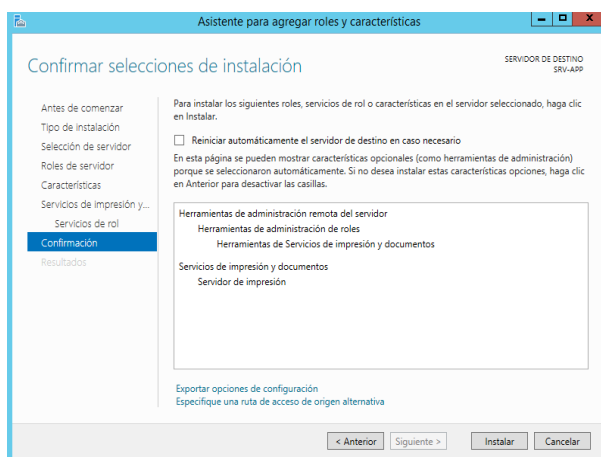 Asistente para agregar roles y características
Confirmar selecciones de instalación
SERVIDOR DE DESTINO
SRV-APP
Antes de comenzar
Tipo de instalación
Selección de servidor
Roles de servidor
Características
Servicios de impresión y...
Servicios de rol
Confirmación
Resultados
Para instalar los siguientes roles, servicios de rol o características en el servidor seleccionado, haga clic
en Instalar.
Reiniciar automáticamente el servidor de destino en caso necesario
En esta página se pueden mostrar características opcionales (como herramientas de administración)
porque se seleccionaron automáticamente. Si no desea instalar estas características opciones, haga clic
en Anterior para desactivar las casillas.
Herramientas de administración remota del servidor
Herramientas de administración de roles
Herramientas de Servicios de impresión y documentos
Servicios de impresión y documentos
Servidor de impresión
Exportar opciones de configuración
Especifique una ruta de acceso de origen alternativa
< Anterior
Siguiente >
Instalar
Cancelar